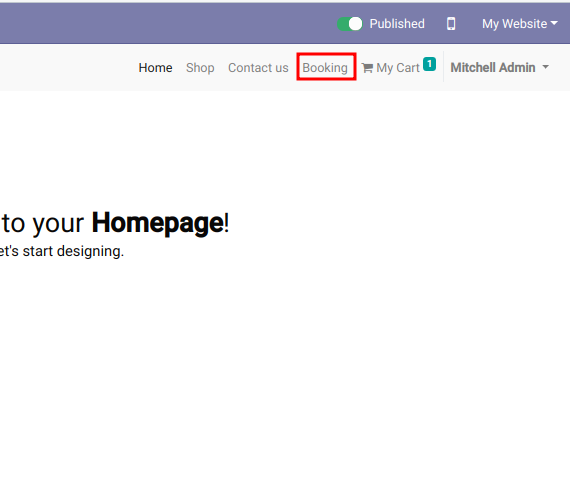 Published My Website
Home Shop Contact us Booking My Cart 1 Mitchell Admin
to your Homepage!
et's start designing.